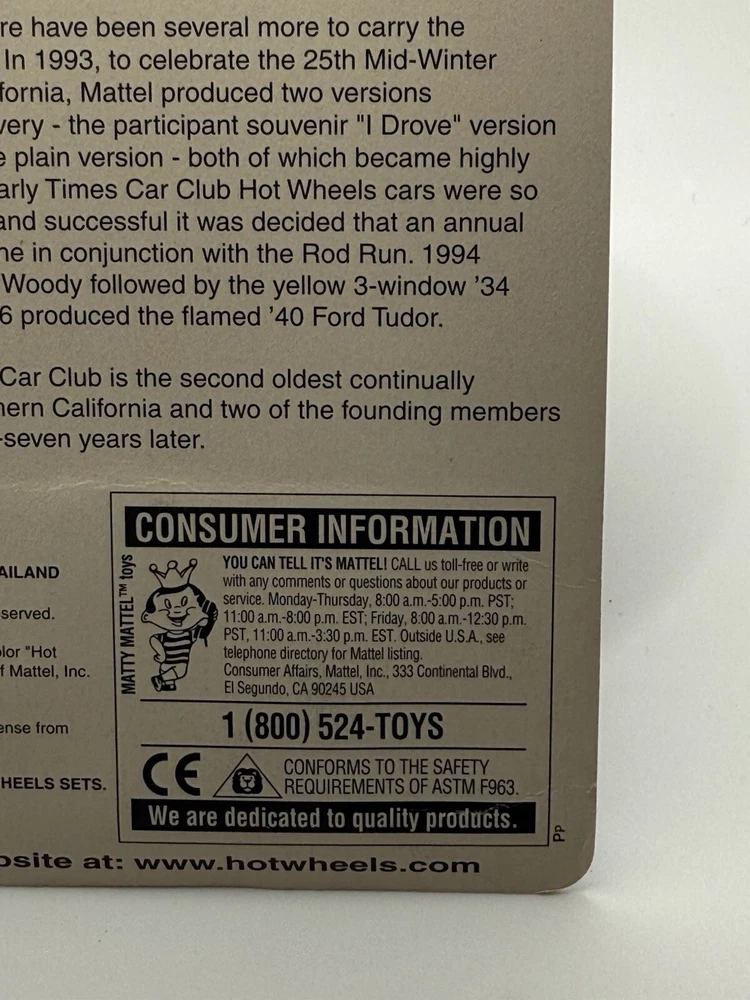 re have been several more to carry the
In 1993, to celebrate the 25th Mid-Winter
fornia, Mattel produced two versions
very - the participant souvenir "I Drove" version
e plain version - both of which became highly
arly Times Car Club Hot Wheels cars were so
and successful it was decided that an annual
ne in conjunction with the Rod Run. 1994
Woody followed by the yellow 3-window '34
6 produced the flamed '40 Ford Tudor.
Car Club is the second oldest continually
hern California and two of the founding members
-seven years later.
AILAND
served.
olor "Hot
f Mattel, Inc.
ense from
HEELS SETS.
CONSUMER INFORMATION
MATTY MATTEL™ toys
YOU CAN TELL IT'S MATTEL! CALL us toll-free or write
with any comments or questions about our products or
service. Monday-Thursday, 8:00 a.m.-5:00 p.m. PST;
11:00 a.m.-8:00 p.m. EST; Friday, 8:00 a.m.-12:30 p.m.
PST, 11:00 a.m.-3:30 p.m. EST. Outside U.S.A., see
telephone directory for Mattel listing.
Consumer Affairs, Mattel, Inc., 333 Continental Blvd.,
El Segundo, CA 90245 USA
1 (800) 524-TOYS
CE
CONFORMS TO THE SAFETY
REQUIREMENTS OF ASTM F963.
We are dedicated to quality products.
Pp
bsite at: www.hotwheels.com